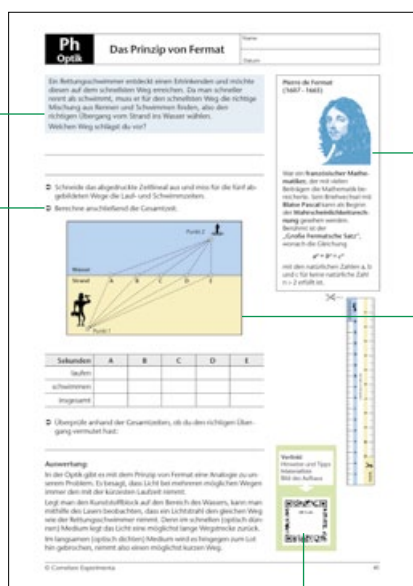 Ph
Optik
Das Prinzip von Fermat
Name
Datum
Ein Rettungsschwimmer entdeckt einen Ertrinkenden und möchte
diesen auf dem schnellsten Weg erreichen. Da man schneller
rennt als schwimmt, muss er für den schnellsten Weg die richtige
Mischung aus Rennen und Schwimmen finden, also den
richtigen Übergang vom Strand ins Wasser wählen.
Welchen Weg schlägst du vor?
Schneide das abgedruckte Zeitlineal aus und miss für die fünf ab-
gebildeten Wege die Lauf- und Schwimmzeiten.
Berechne anschließend die Gesamtzeit.
Punkt 2
Wasser
Strand A B C D E
Punkt 1
Sekunden A B C D E
laufen
schwimmen
insgesamt
Überprüfe anhand der Gesamtzeiten, ob du den richtigen Über-
gang vermutet hast:
Auswertung:
In der Optik gibt es mit dem Prinzip von Fermat eine Analogie zu un-
serem Problem. Es besagt, dass Licht bei mehreren möglichen Wegen
immer den mit der kürzesten Laufzeit nimmt.
Legt man den Kunststoffblock auf den Bereich des Wassers, kann man
mithilfe des Lasers beobachten, dass ein Lichtstrahl den gleichen Weg
wie der Rettungsschwimmer nimmt. Denn im schnellen (optisch dün-
nen) Medium legt das Licht eine möglichst lange Wegstrecke zurück.
Im langsamen (optisch dichten) Medium wird es hingegen zum Lot
hin gebrochen, nimmt also einen möglichst kurzen Weg.
Pierre de Fermat
(1607 - 1665)
War ein französischer Mathe-
matiker, der mit vielen
Beiträgen die Mathematik be-
reicherte. Sein Briefwechsel mit
Blaise Pascal kann als Beginn
der Wahrscheinlichkeitsrech-
nung gesehen werden.
Berühmt ist der
„Große Fermatsche Satz",
wonach die Gleichung
aⁿ + bⁿ = cⁿ
mit den natürlichen Zahlen a, b
und c für keine natürliche Zahl
n > 2 erfüllt ist.
Vorbild
Hinweise und Tipps
Materialliste
Bild des Aufbaus
© Cornelsen Experimenta